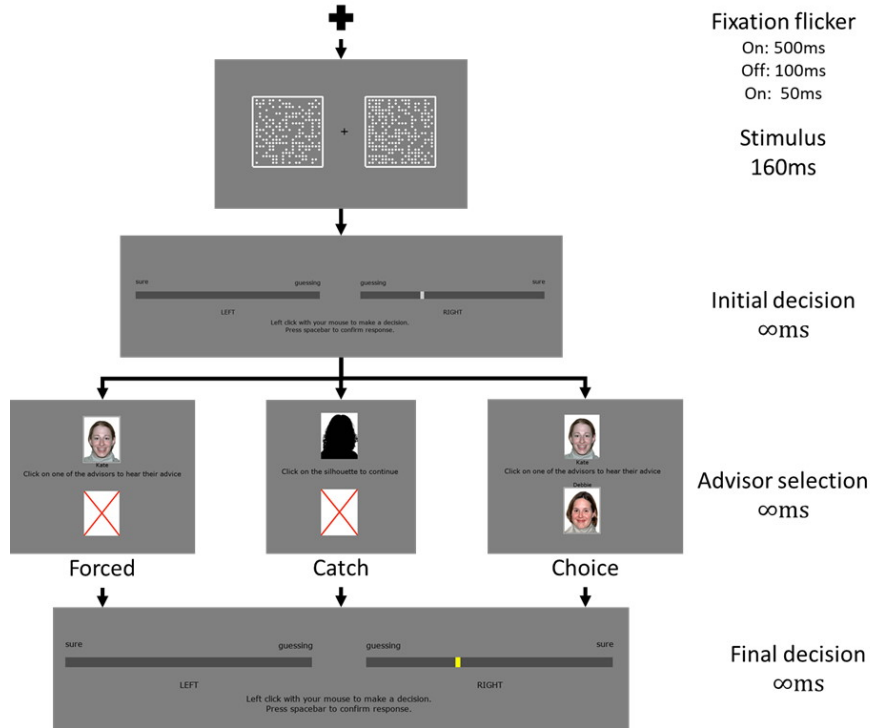 Fixation flicker
On: 500ms
Off: 100ms
On: 50ms
Stimulus
160ms
sure
guessing
guessing
sure
LEFT
RIGHT
Left click with your mouse to make a decision.
Press spacebar to confirm response.
Initial decision
∞ms
Kate
Click on one of the advisors to hear their advice
Click on the silhouette to continue
Kate
Click on one of the advisors to hear their advice
Debbie
Advisor selection
∞ms
Forced
Catch
Choice
sure
guessing
guessing
sure
LEFT
RIGHT
Left click with your mouse to make a decision.
Press spacebar to confirm response.
Final decision
∞ms